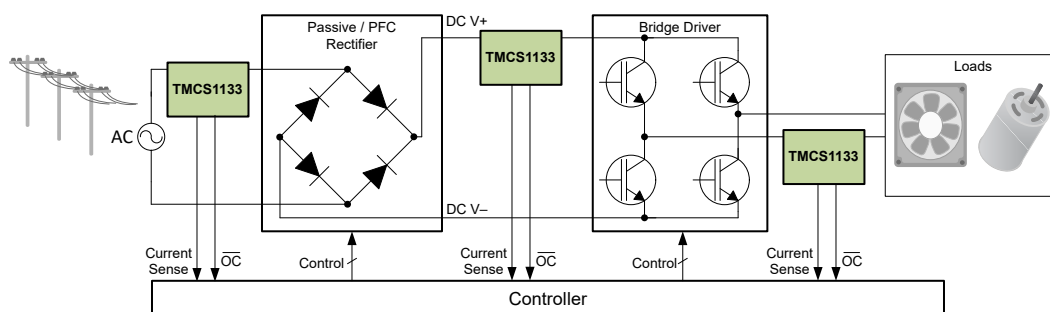 Passive / PFC
Rectifier
DC V+
Bridge Driver
Loads
TMCS1133
TMCS1133
AC
TMCS1133
DC V–
Current
Sense
OC
Control
Current
Sense
OC
Control
Current
Sense
OC
Controller